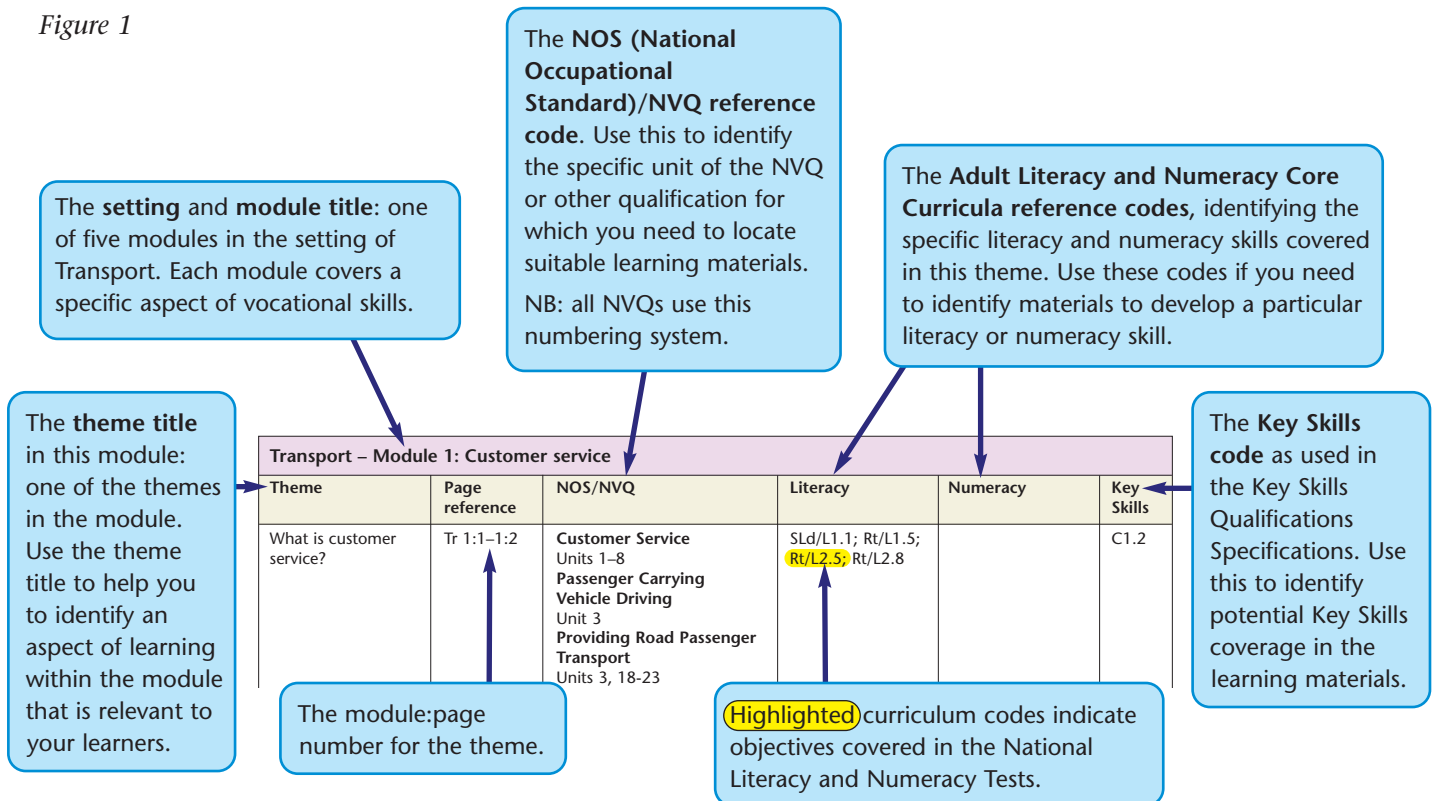 Figure 1
The NOS (National
Occupational
Standard)/NVQ reference
code. Use this to identify
the specific unit of the NVQ
or other qualification for
which you need to locate
suitable learning materials.
NB: all NVQs use this
numbering system.
The setting and module title: one
of five modules in the setting of
Transport. Each module covers a
specific aspect of vocational skills.
The Adult Literacy and Numeracy Core
Curricula reference codes, identifying the
specific literacy and numeracy skills covered
in this theme. Use these codes if you need
to identify materials to develop a particular
literacy or numeracy skill.
The theme title
in this module:
one of the themes
in the module.
Use the theme
title to help you
to identify an
aspect of learning
within the module
that is relevant to
your learners.
Transport – Module 1: Customer service
Theme
Page
reference
NOS/NVQ
Literacy
Numeracy
Key
Skills
What is customer
service?
Tr 1:1–1:2
Customer Service
Units 1–8
Passenger Carrying
Vehicle Driving
Unit 3
Providing Road Passenger
Transport
Units 3, 18-23
SLd/L1.1; Rt/L1.5;
Rt/L2.5; Rt/L2.8
C1.2
The Key Skills
code as used in
the Key Skills
Qualifications
Specifications. Use
this to identify
potential Key Skills
coverage in the
learning materials.
The module:page
number for the theme.
Highlighted curriculum codes indicate
objectives covered in the National
Literacy and Numeracy Tests.